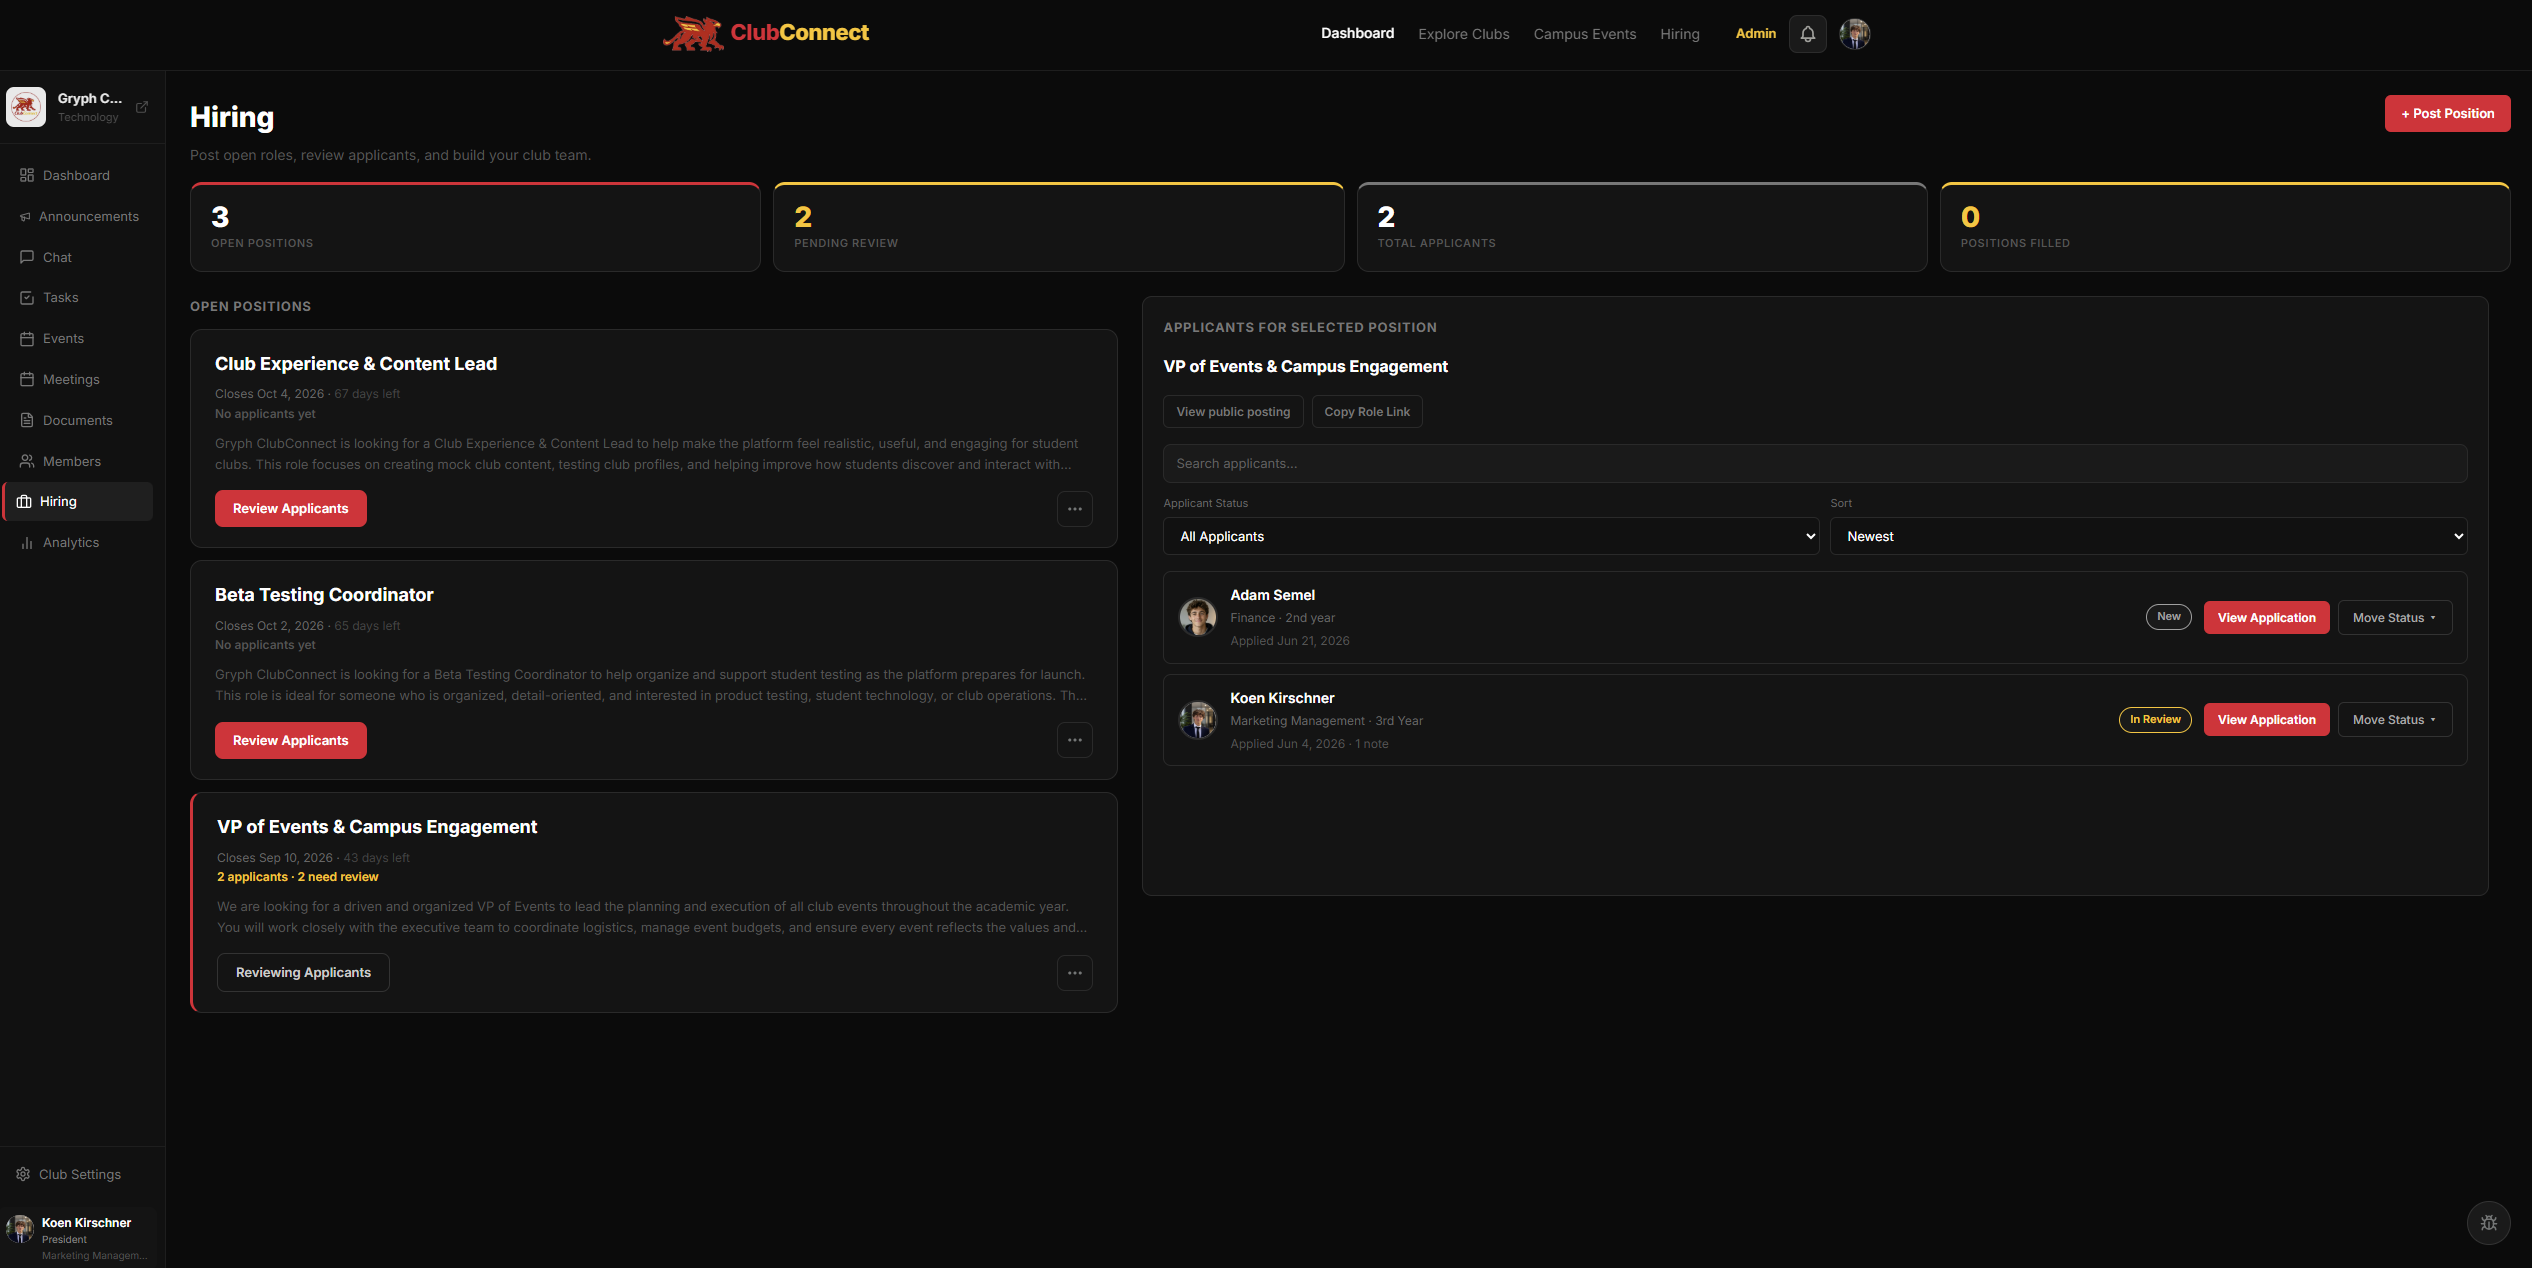 ClubConnect
Dashboard
Explore Clubs
Campus Events
Hiring
Admin
Gryph C...
Technology
Dashboard
Announcements
Chat
Tasks
Events
Meetings
Documents
Members
Hiring
Analytics
Club Settings
Koen Kirschner
President
Marketing Managem...
Hiring
Post open roles, review applicants, and build your club team.
+ Post Position
3
OPEN POSITIONS
2
PENDING REVIEW
2
TOTAL APPLICANTS
0
POSITIONS FILLED
OPEN POSITIONS
Club Experience & Content Lead
Closes Oct 4, 2026 · 67 days left
No applicants yet
Gryph ClubConnect is looking for a Club Experience & Content Lead to help make the platform feel realistic, useful, and engaging for student
clubs. This role focuses on creating mock club content, testing club profiles, and helping improve how students discover and interact with...
Review Applicants
Beta Testing Coordinator
Closes Oct 2, 2026 · 65 days left
No applicants yet
Gryph ClubConnect is looking for a Beta Testing Coordinator to help organize and support student testing as the platform prepares for launch.
This role is ideal for someone who is organized, detail-oriented, and interested in product testing, student technology, or club operations. Th...
Review Applicants
VP of Events & Campus Engagement
Closes Sep 10, 2026 · 43 days left
2 applicants · 2 need review
We are looking for a driven and organized VP of Events to lead the planning and execution of all club events throughout the academic year.
You will work closely with the executive team to coordinate logistics, manage event budgets, and ensure every event reflects the values and...
Reviewing Applicants
APPLICANTS FOR SELECTED POSITION
VP of Events & Campus Engagement
View public posting
Copy Role Link
Search applicants...
Applicant Status
Sort
All Applicants
Newest
Adam Semel
Finance · 2nd year
Applied Jun 21, 2026
New
View Application
Move Status
Koen Kirschner
Marketing Management · 3rd Year
Applied Jun 4, 2026 · 1 note
In Review
View Application
Move Status